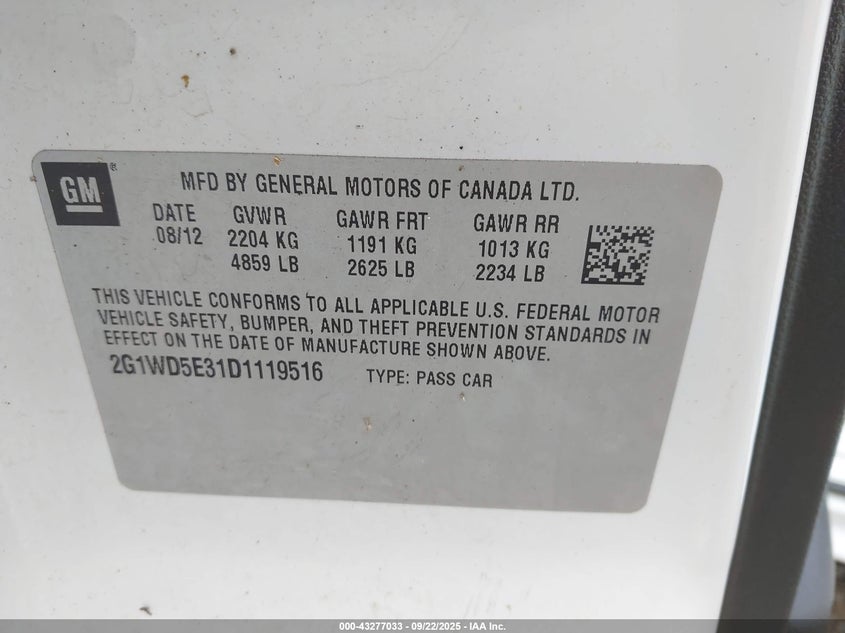 GM
MFD BY GENERAL MOTORS OF CANADA LTD.
DATE GVWR GAWR FRT GAWR RR
08/12 2204 KG 1191 KG 1013 KG
4859 LB 2625 LB 2234 LB
THIS VEHICLE CONFORMS TO ALL APPLICABLE U.S. FEDERAL MOTOR
VEHICLE SAFETY, BUMPER, AND THEFT PREVENTION STANDARDS IN
EFFECT ON THE DATE OF MANUFACTURE SHOWN ABOVE.
2G1WD5E31D1119516 TYPE: PASS CAR
000-43277033 - 09/22/2025 - IAA Inc.